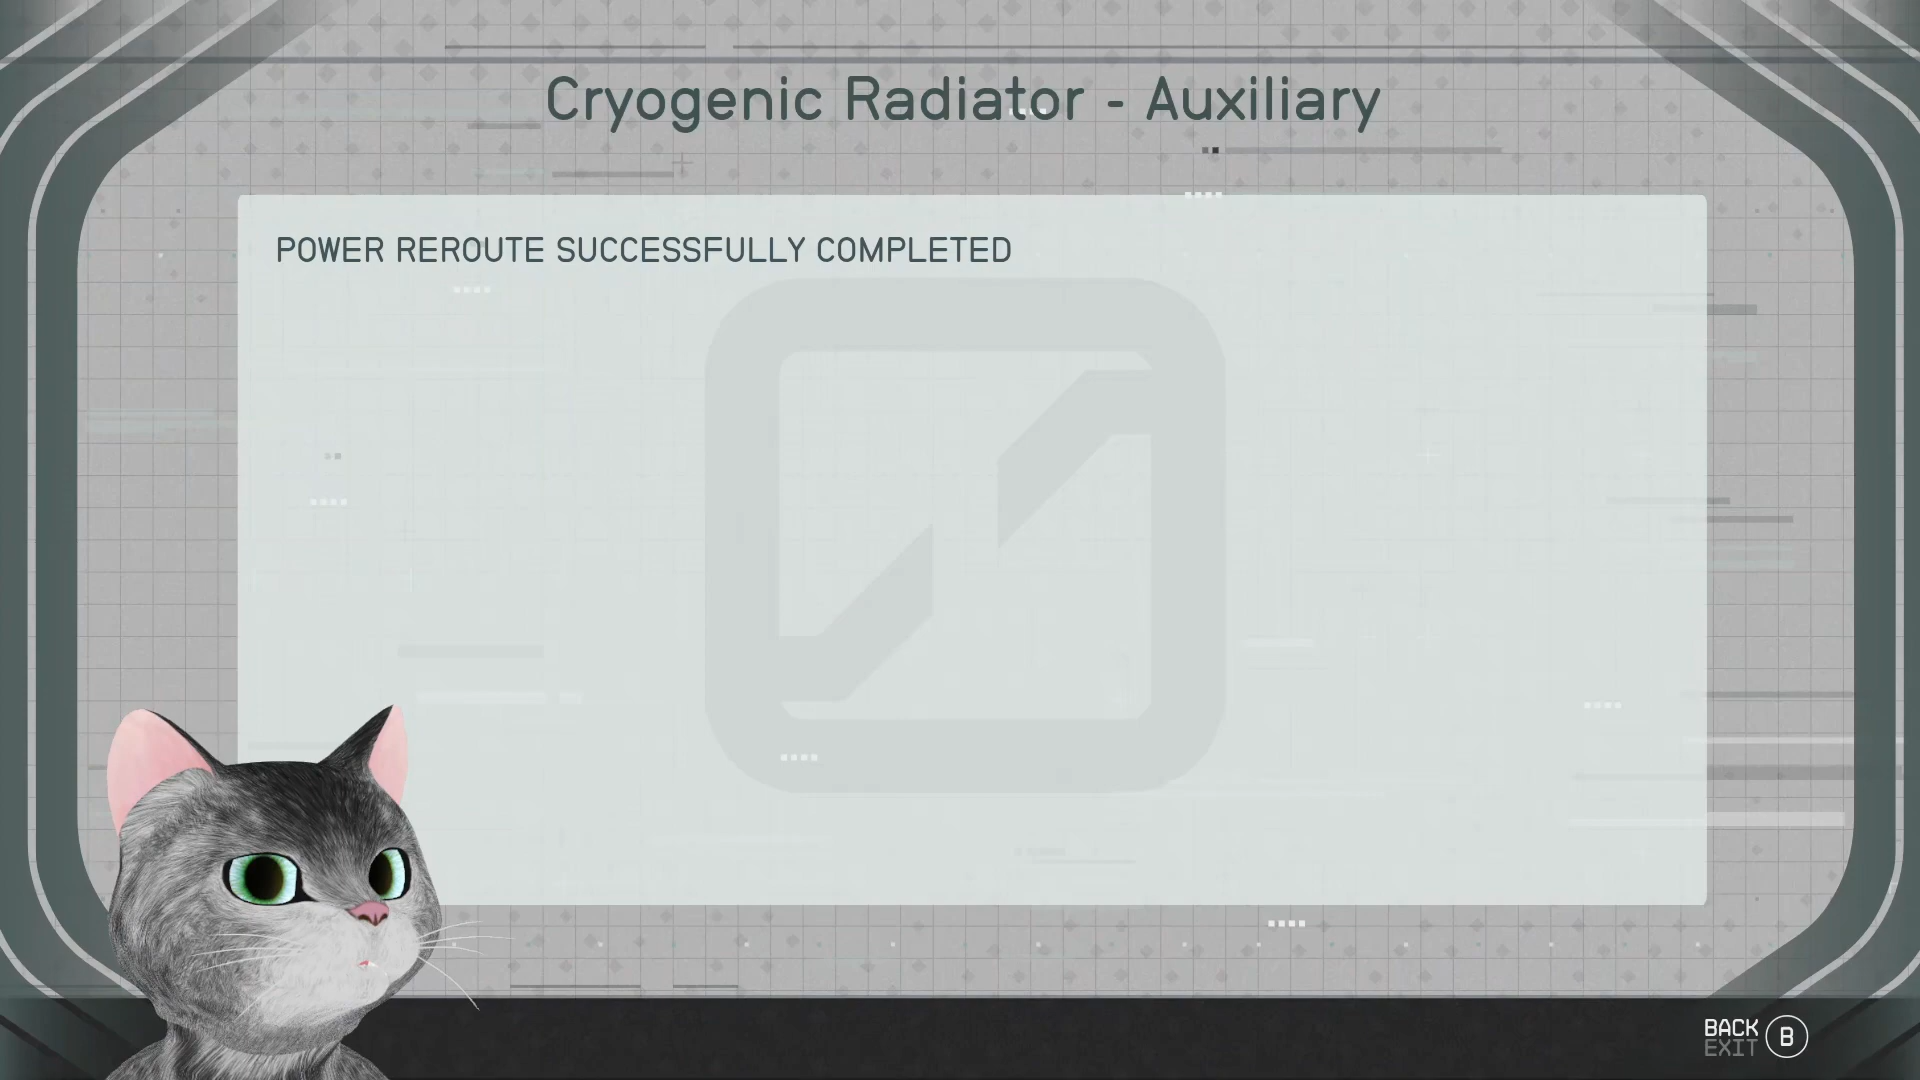 Cryogenic Radiator - Auxiliary
POWER REROUTE SUCCESSFULLY COMPLETED
BACK
EXIT
B